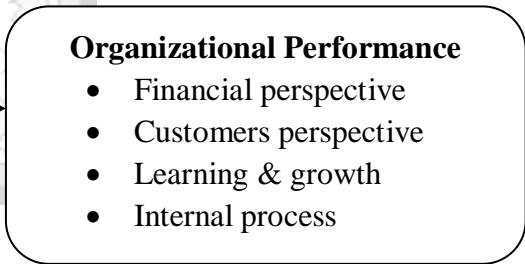 Organizational Performance
• Financial perspective
• Customers perspective
• Learning & growth
• Internal process